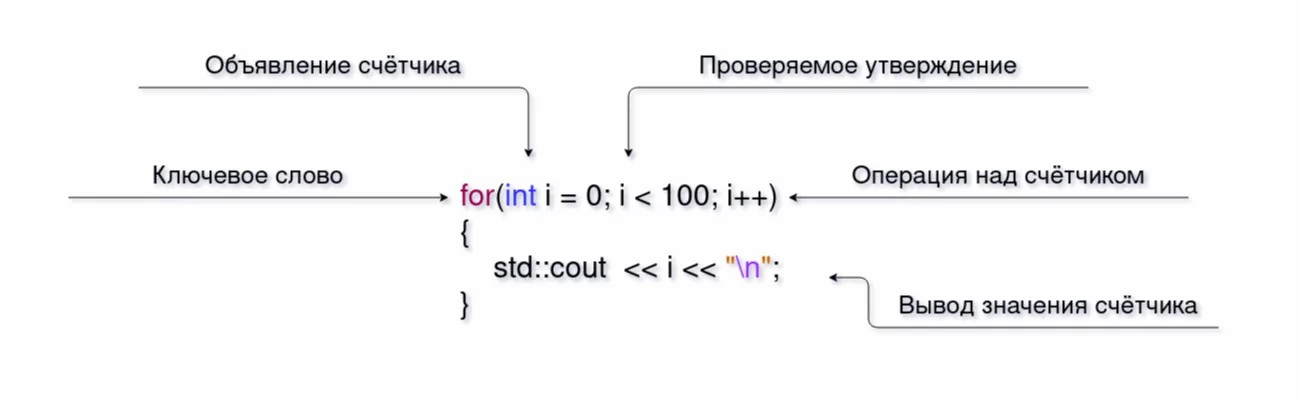 Объявление счётчика
Проверяемое утверждение
Ключевое слово
for(int i = 0; i < 100; i++)
Операция над счётчиком
{
std::cout << i << "\n";
}
Вывод значения счётчика